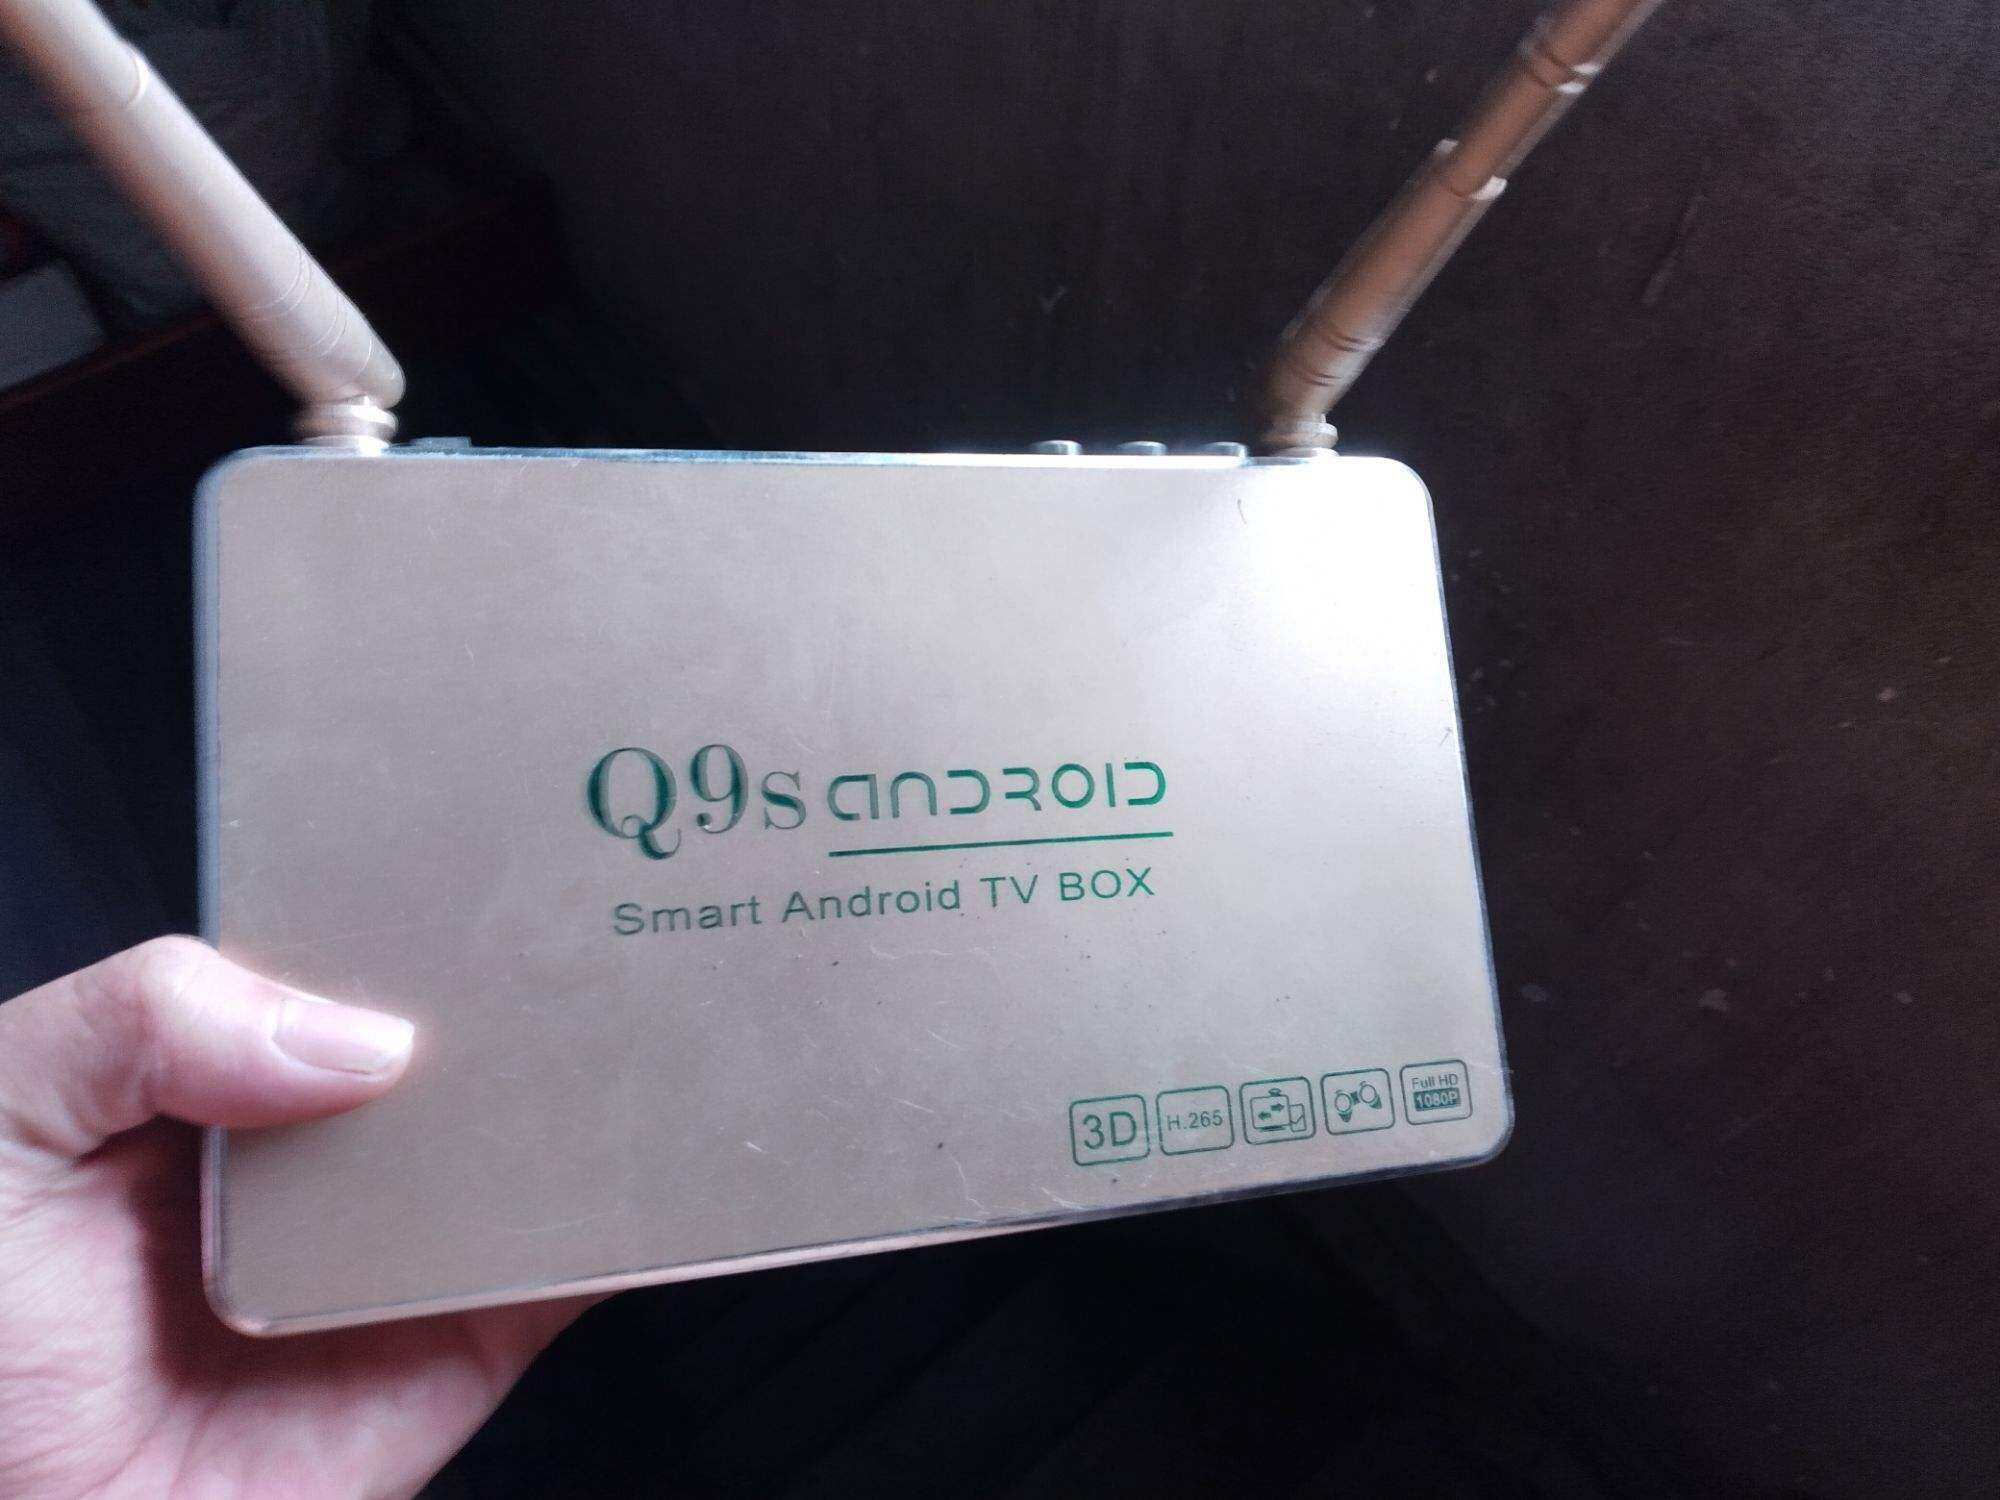 Q9s ANDROID
Smart Android TV BOX
3D H.265 Full HD
1080P